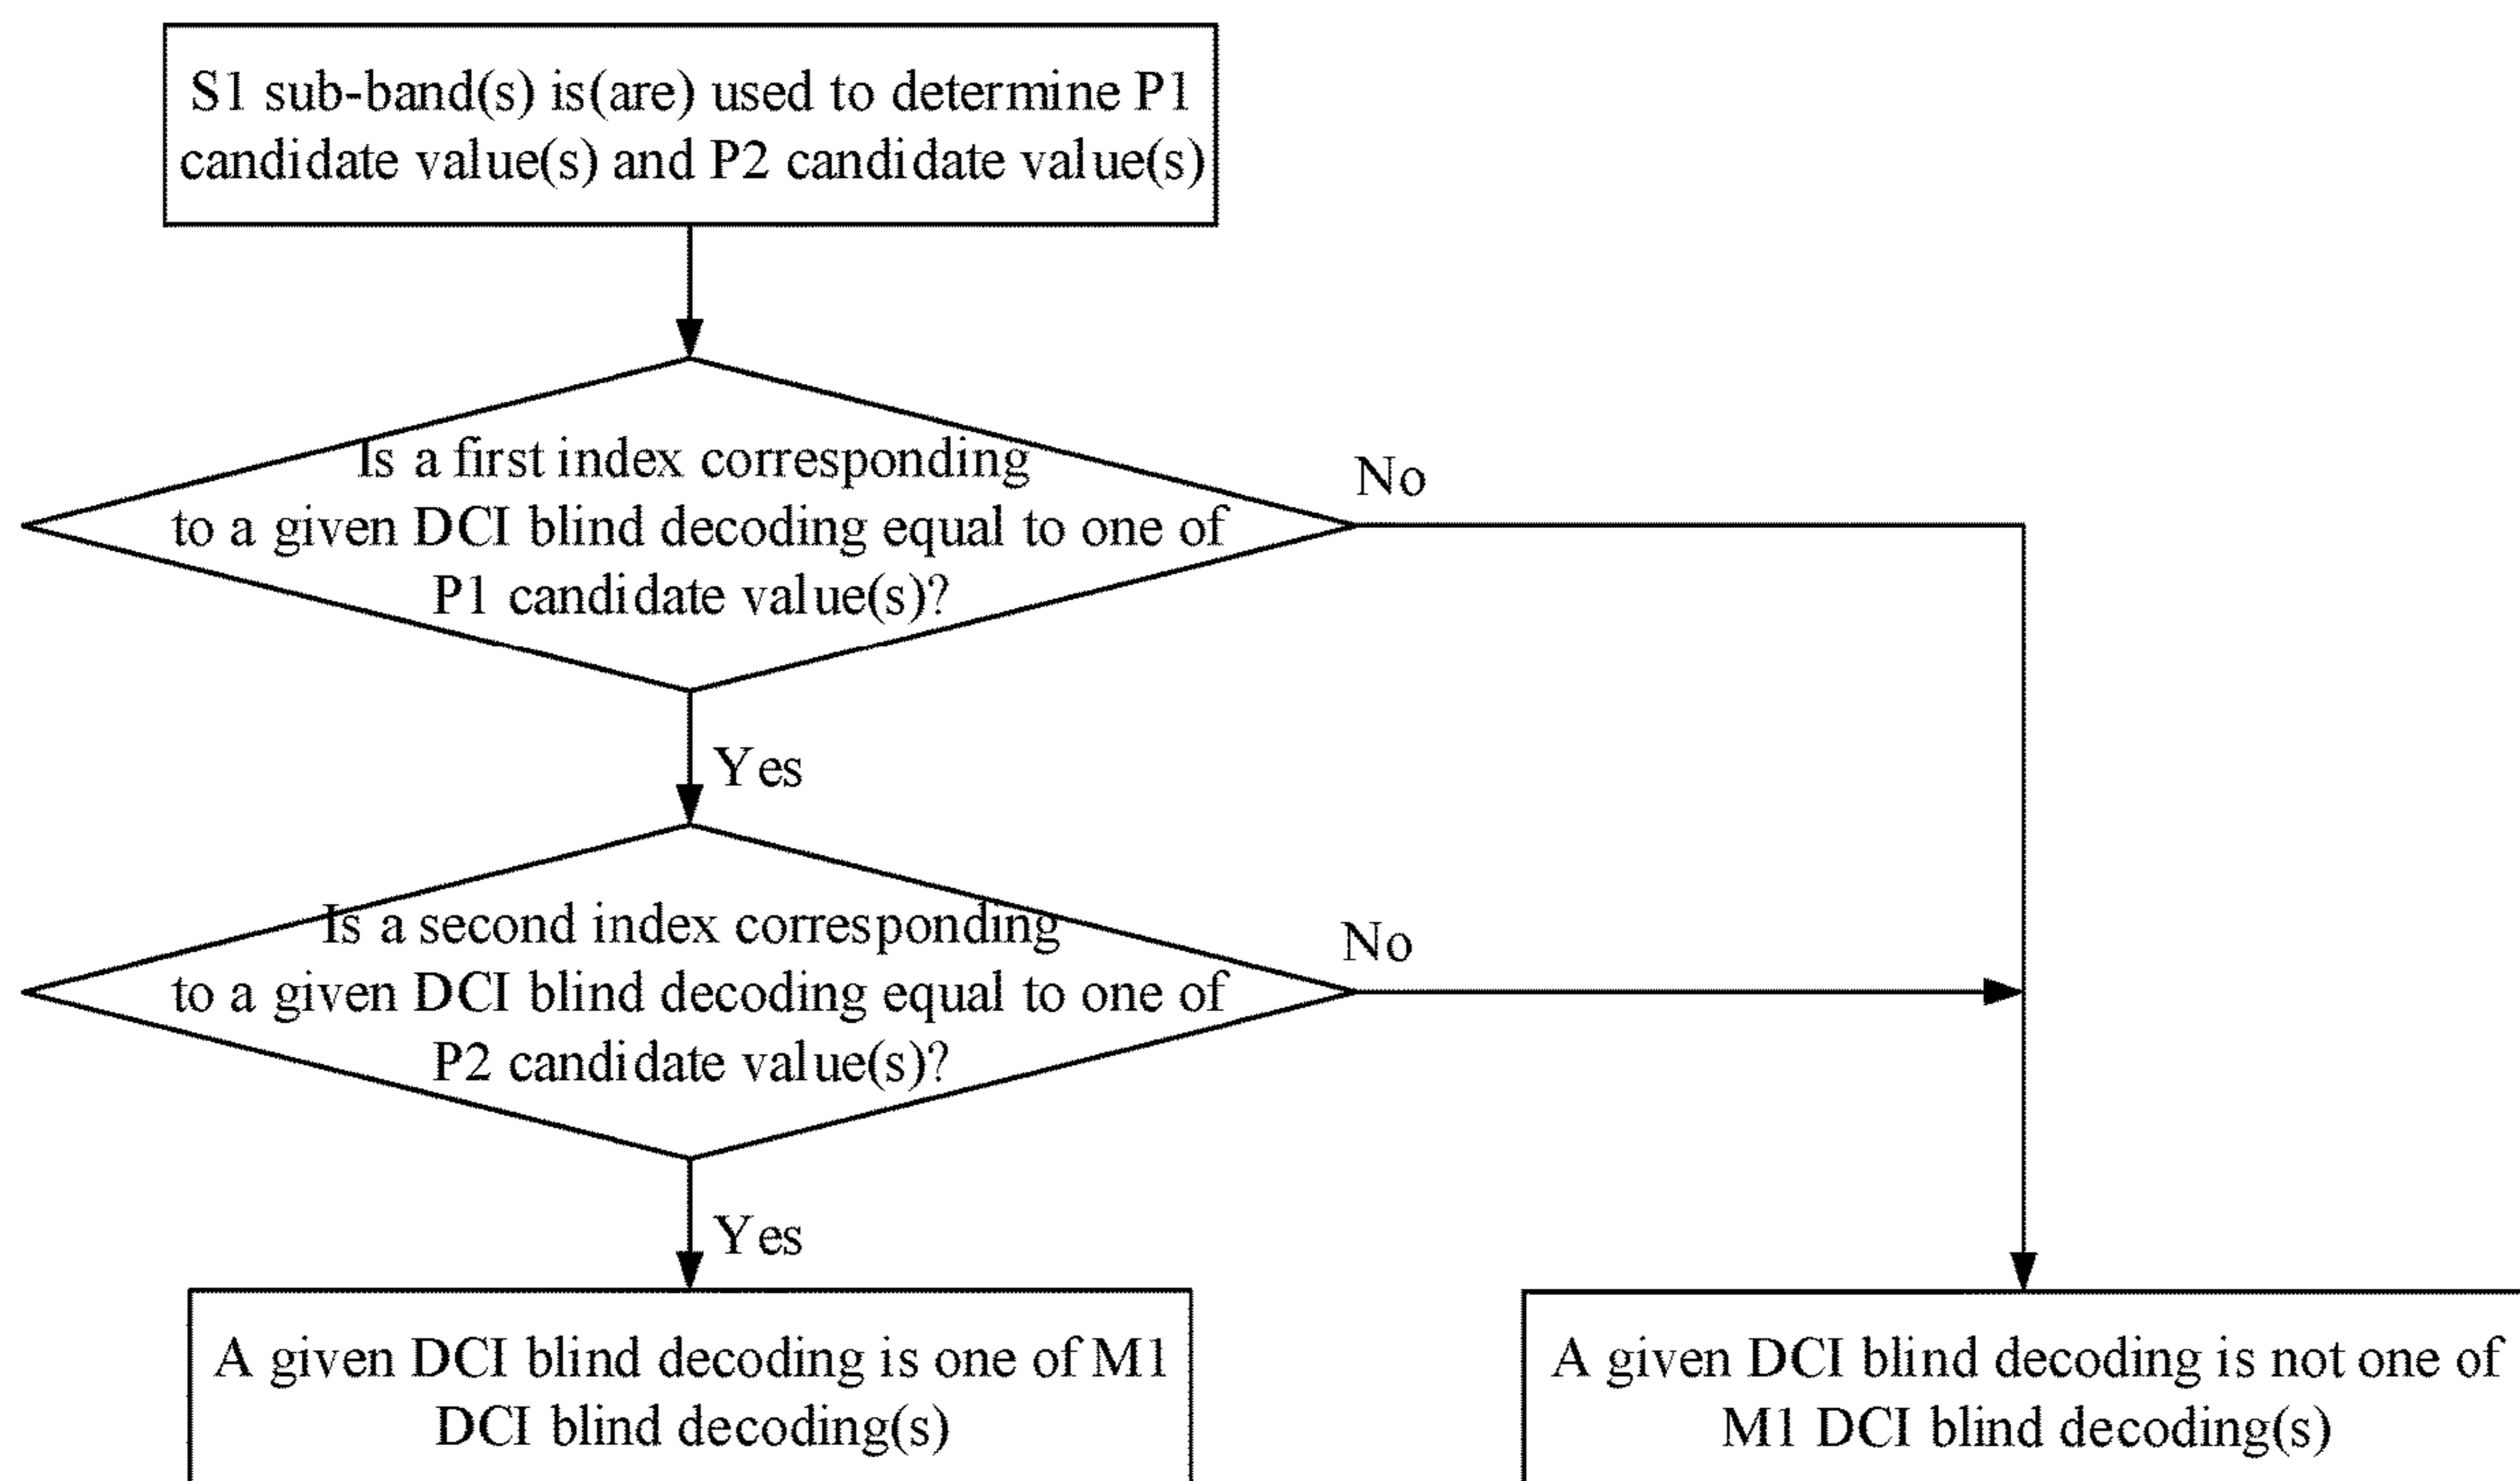 S1 sub-band(s) is(are) used to determine P1
candidate value(s) and P2 candidate value(s)
Is a first index corresponding
to a given DCI blind decoding equal to one of
P1 candidate value(s)?
No
Yes
Is a second index corresponding
to a given DCI blind decoding equal to one of
P2 candidate value(s)?
No
Yes
A given DCI blind decoding is one of M1
DCI blind decoding(s)
A given DCI blind decoding is not one of
M1 DCI blind decoding(s)